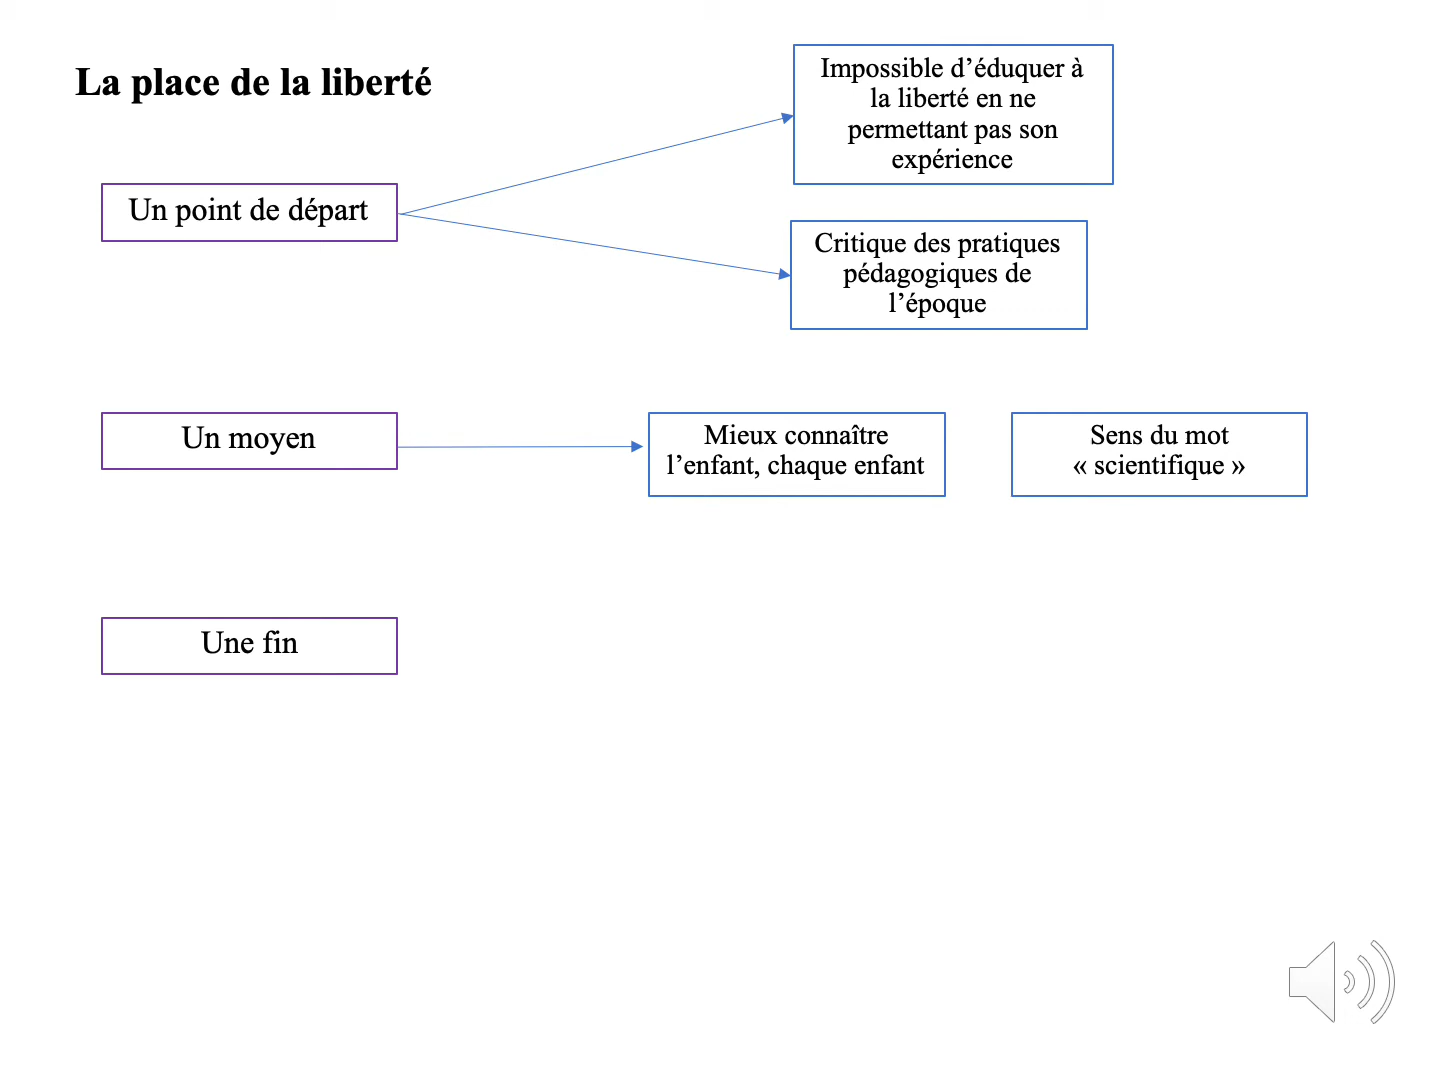 La place de la liberté
Impossible d’éduquer à
la liberté en ne
permettant pas son
expérience
Un point de départ
Critique des pratiques
pédagogiques de
l’époque
Un moyen
Mieux connaître
l’enfant, chaque enfant
Sens du mot
« scientifique »
Une fin